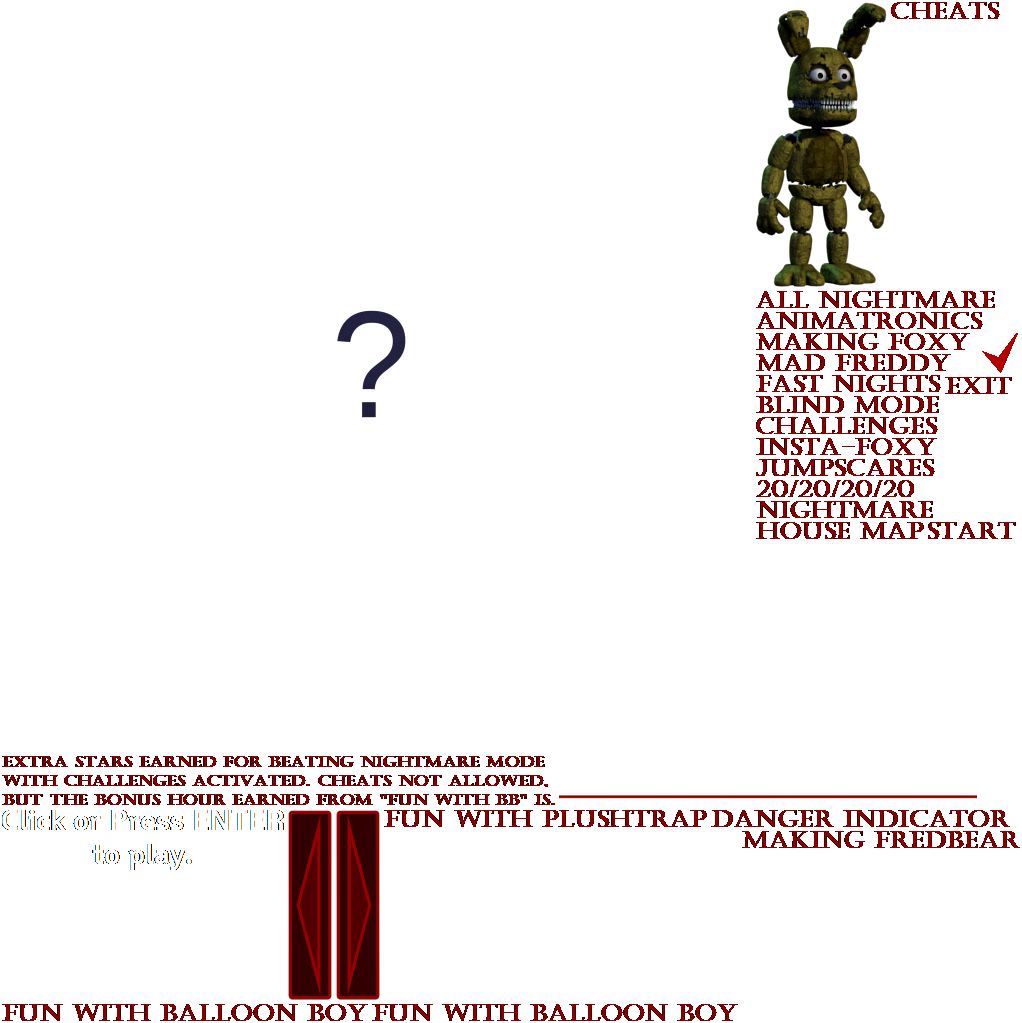 CHEATS
?
ALL NIGHTMARE
ANIMATRONICS
MAKING FOXY
MAD FREDDY
FAST NIGHTS
EXIT
BLIND MODE
CHALLENGES
INSTA-FOXY
JUMPSCARES
20/20/20/20
NIGHTMARE
HOUSE MAP
START
EXTRA STARS EARNED FOR BEATING NIGHTMARE MODE
WITH CHALLENGES ACTIVATED. CHEATS NOT ALLOWED,
BUT THE BONUS HOUR EARNED FROM "FUN WITH BB" IS.
Click or Press ENTER
to play.
FUN WITH PLUSHTRAP
DANGER INDICATOR
MAKING FREDBEAR
FUN WITH BALLOON BOY
FUN WITH BALLOON BOY